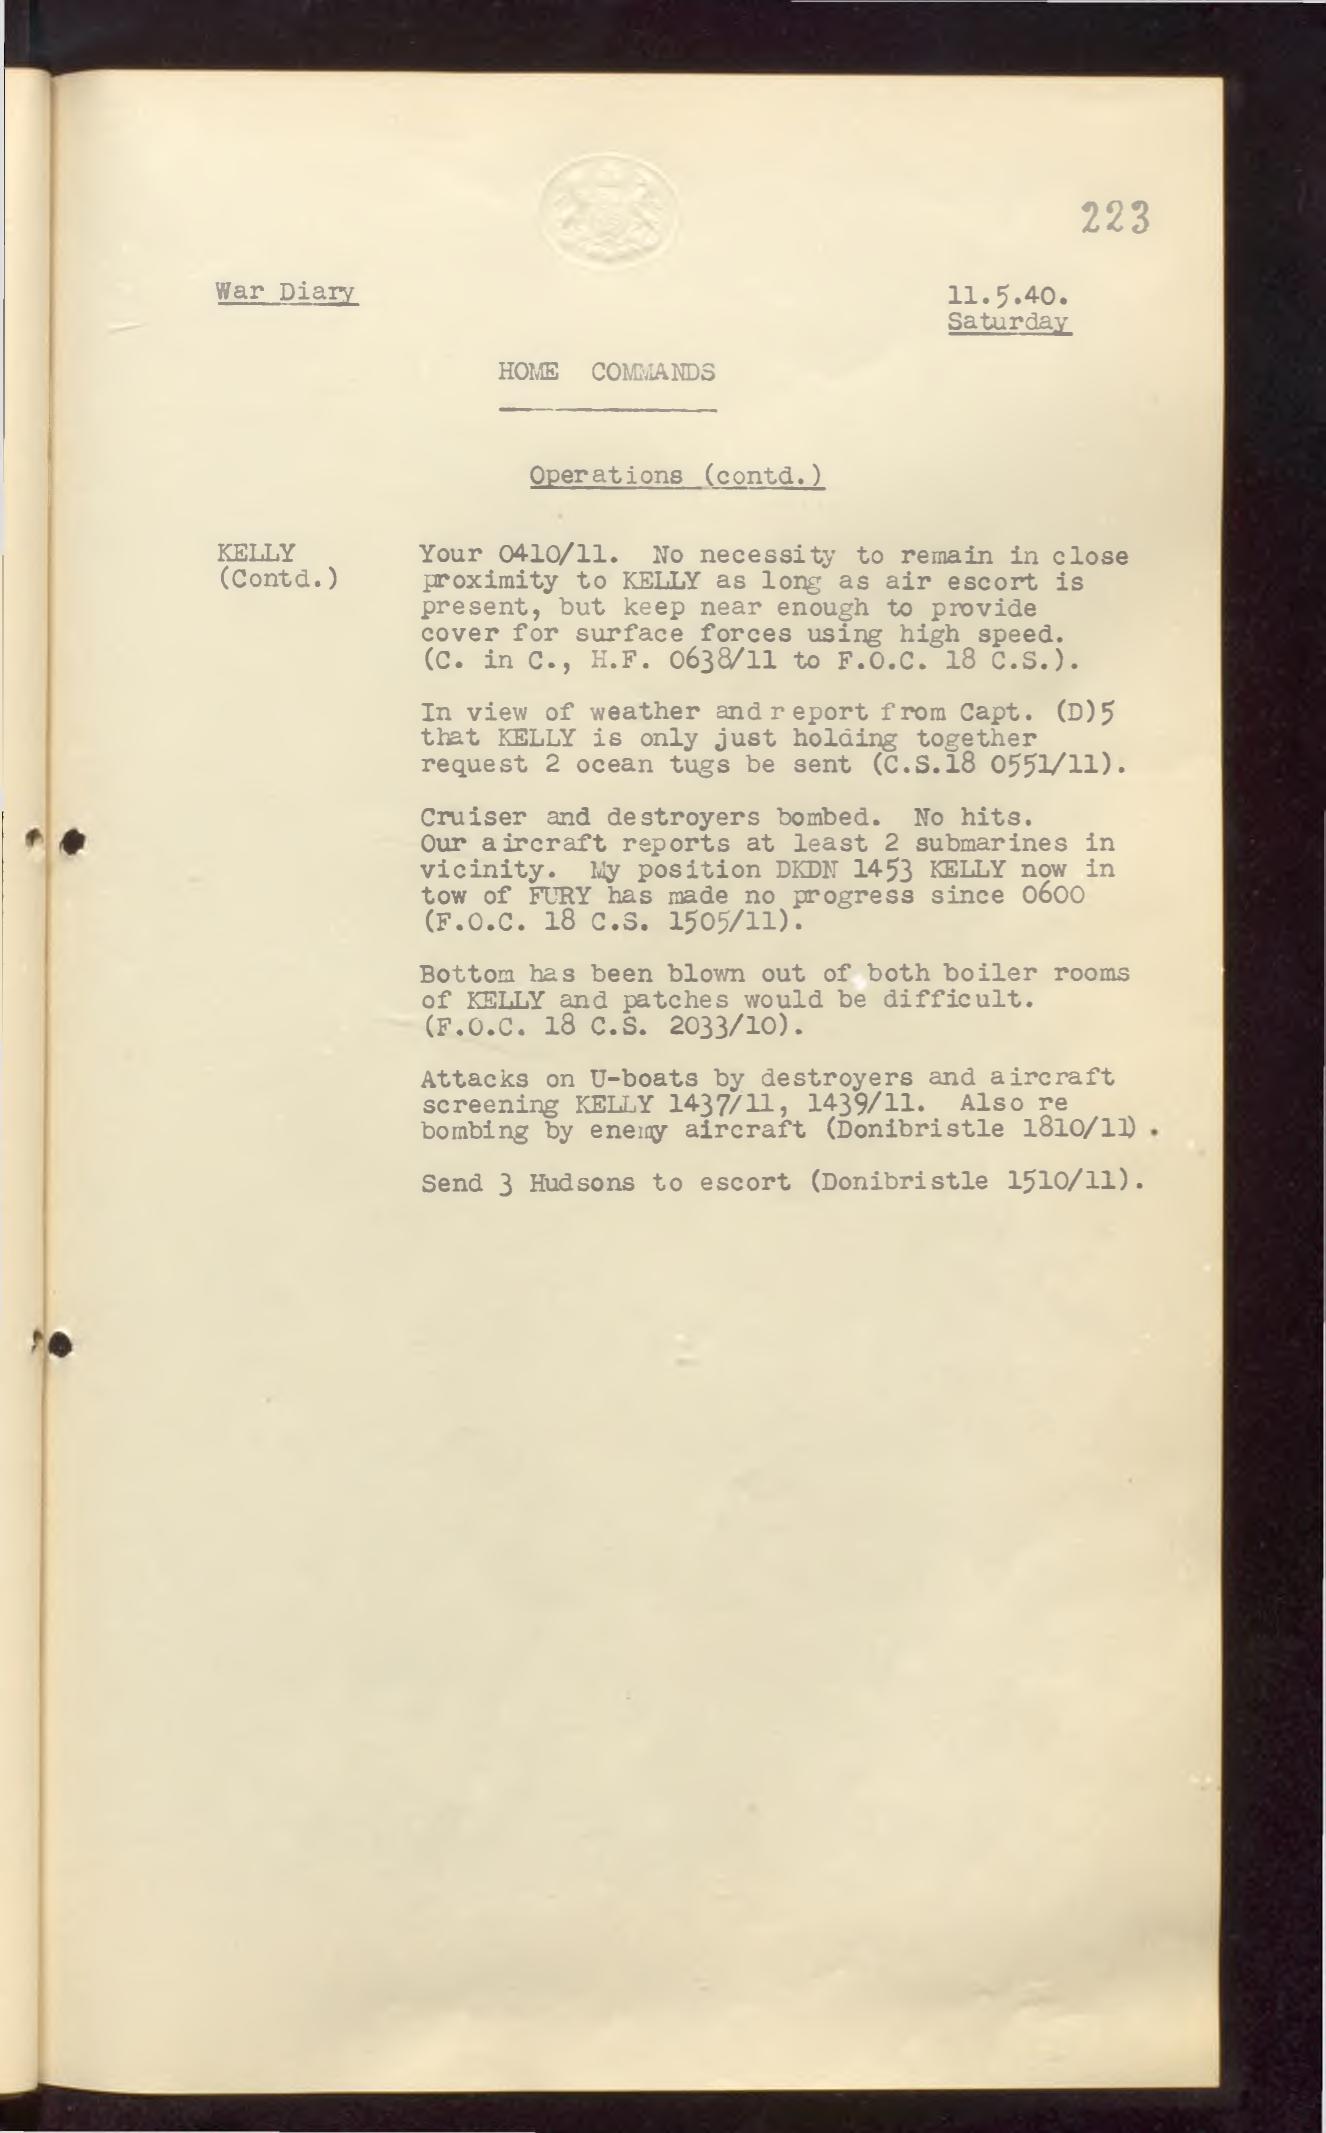 223
War Diary
11.5.40.
Saturday
HOME COMMANDS
Operations (contd.)
KELLY
(Contd.)
Your 0410/11. No necessity to remain in close
proximity to KELLY as long as air escort is
present, but keep near enough to provide
cover for surface forces using high speed.
(C. in C., H.F. 0638/11 to F.O.C. 18 C.S.).
In view of weather and report from Capt. (D)5
that KELLY is only just holding together
request 2 ocean tugs be sent (C.S.18 0551/11).
Cruiser and destroyers bombed. No hits.
Our aircraft reports at least 2 submarines in
vicinity. My position DKDN 1453 KELLY now in
tow of FURY has made no progress since 0600
(F.O.C. 18 C.S. 1505/11).
Bottom has been blown out of both boiler rooms
of KELLY and patches would be difficult.
(F.O.C. 18 C.S. 2033/10).
Attacks on U-boats by destroyers and aircraft
screening KELLY 1437/11, 1439/11. Also re
bombing by enemy aircraft (Donibristle 1810/11).
Send 3 Hudsons to escort (Donibristle 1510/11).